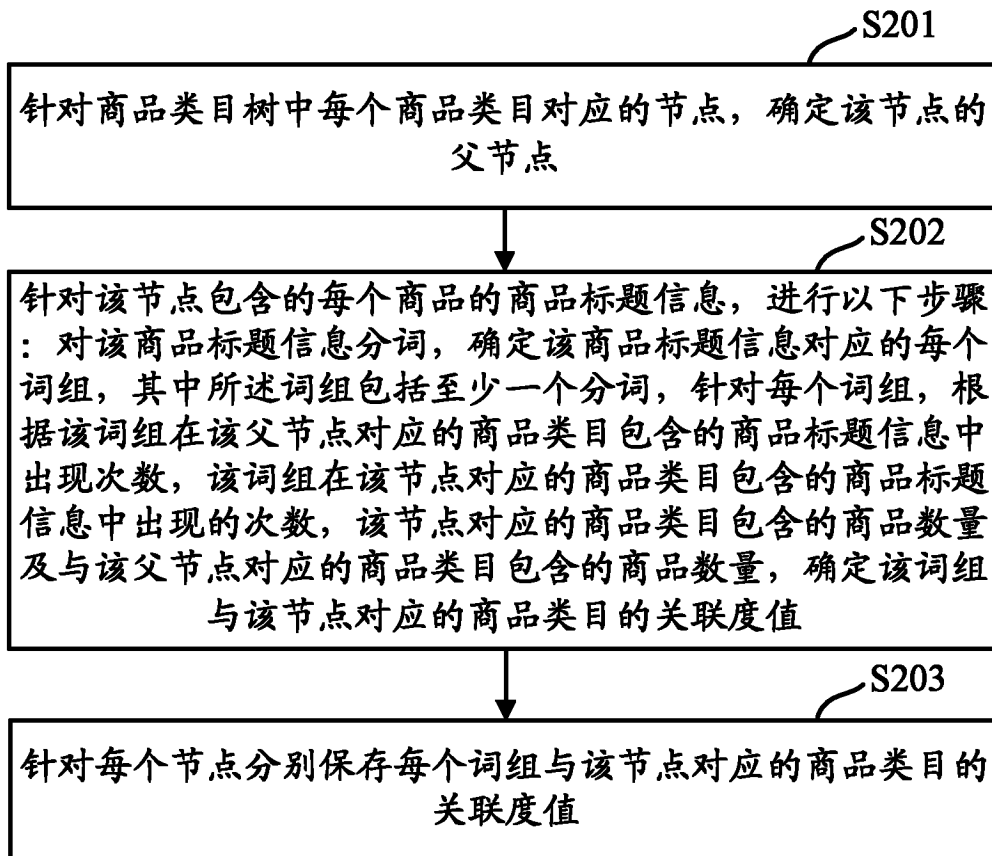 S201
针对商品类目树中每个商品类目对应的节点，确定该节点的
父节点
S202
针对该节点包含的每个商品的商品标题信息，进行以下步骤
：对该商品标题信息分词，确定该商品标题信息对应的每个
词组，其中所述词组包括至少一个分词，针对每个词组，根
据该词组在该父节点对应的商品类目包含的商品标题信息中
出现次数，该词组在该节点对应的商品类目包含的商品标题
信息中出现的次数，该节点对应的商品类目包含的商品数量
及与该父节点对应的商品类目包含的商品数量，确定该词组
与该节点对应的商品类目的关联度值
S203
针对每个节点分别保存每个词组与该节点对应的商品类目的
关联度值